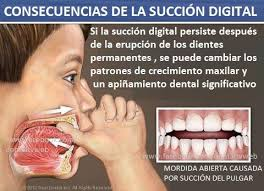 CONSECUENCIAS DE LA SUCCIÓN DIGITAL
Si la succión digital persiste después
de la erupción de los dientes
permanentes , se puede cambiar los
patrones de crecimiento maxilar y
un apiñamiento dental significativo
MORDIDA ABIERTA CAUSADA
POR SUCCIÓN DEL PULGAR